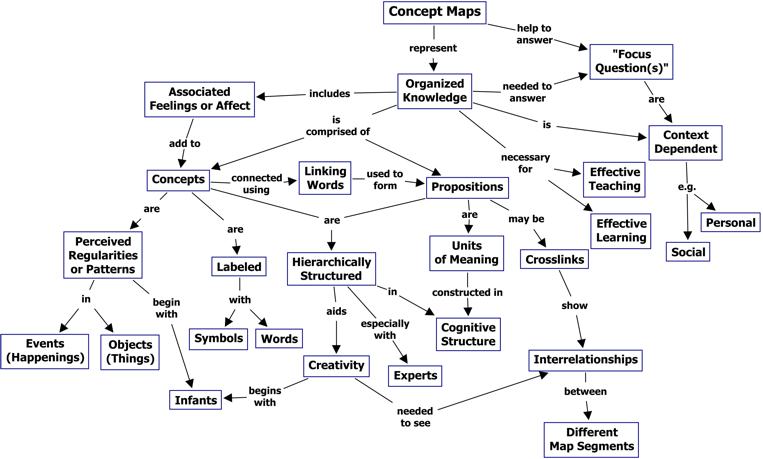 Concept Maps
help to
answer
represent
"Focus
Question(s)"
Associated
Feelings or Affect
includes
Organized
Knowledge
needed to
answer
are
is
comprised of
is
Context
Dependent
add to
necessary
for
Concepts
connected
using
Linking
Words
used to
form
Propositions
Effective
Teaching
e.g.
are
are
are
are
may be
Effective
Learning
Personal
Perceived
Regularities
or Patterns
Labeled
Hierarchically
Structured
Units
of Meaning
Crosslinks
Social
in
begin
with
with
aids
in
constructed in
show
especially
with
Events
(Happenings)
Objects
(Things)
Symbols
Words
Cognitive
Structure
Creativity
Experts
Interrelationships
Infants
begins
with
needed
to see
between
Different
Map Segments